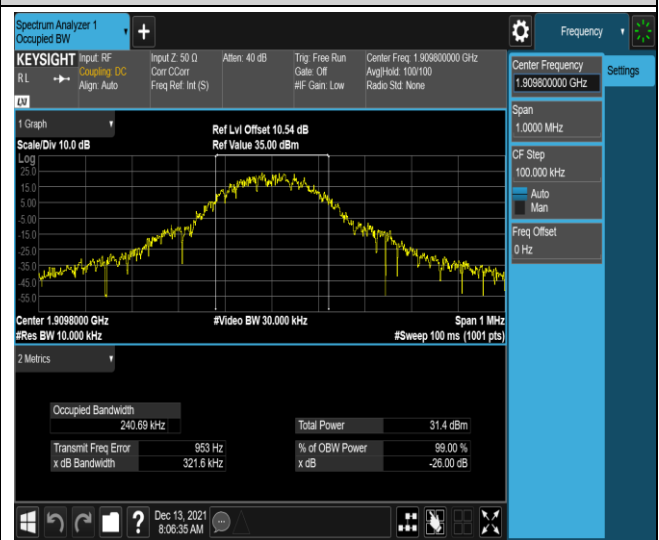 Spectrum Analyzer 1
Occupied BW
Frequency
KEYSIGHT
Input: RF
Coupling: DC
Align: Auto
Input Z: 50 Ω
Corr CCorr
Freq Ref: Int (S)
Atten: 40 dB
Trig: Free Run
Gate: Off
#IF Gain: Low
Center Freq: 1.909800000 GHz
Avg|Hold: 100/100
Radio Std: None
RL
LXI
Center Frequency
1.909800000 GHz
Settings
Span
1.0000 MHz
CF Step
100.000 kHz
Auto
Man
Freq Offset
0 Hz
1 Graph
Scale/Div 10.0 dB
Ref Lvl Offset 10.54 dB
Ref Value 35.00 dBm
Log
25.0
15.0
5.00
-5.00
-15.0
-25.0
-35.0
-45.0
-55.0
Center 1.9098000 GHz
#Res BW 10.000 kHz
#Video BW 30.000 kHz
Span 1 MHz
#Sweep 100 ms (1001 pts)
2 Metrics
Occupied Bandwidth
240.69 kHz
Total Power 31.4 dBm
Transmit Freq Error 953 Hz
% of OBW Power 99.00 %
x dB Bandwidth 321.6 kHz
x dB -26.00 dB
Dec 13, 2021
8:06:35 AM